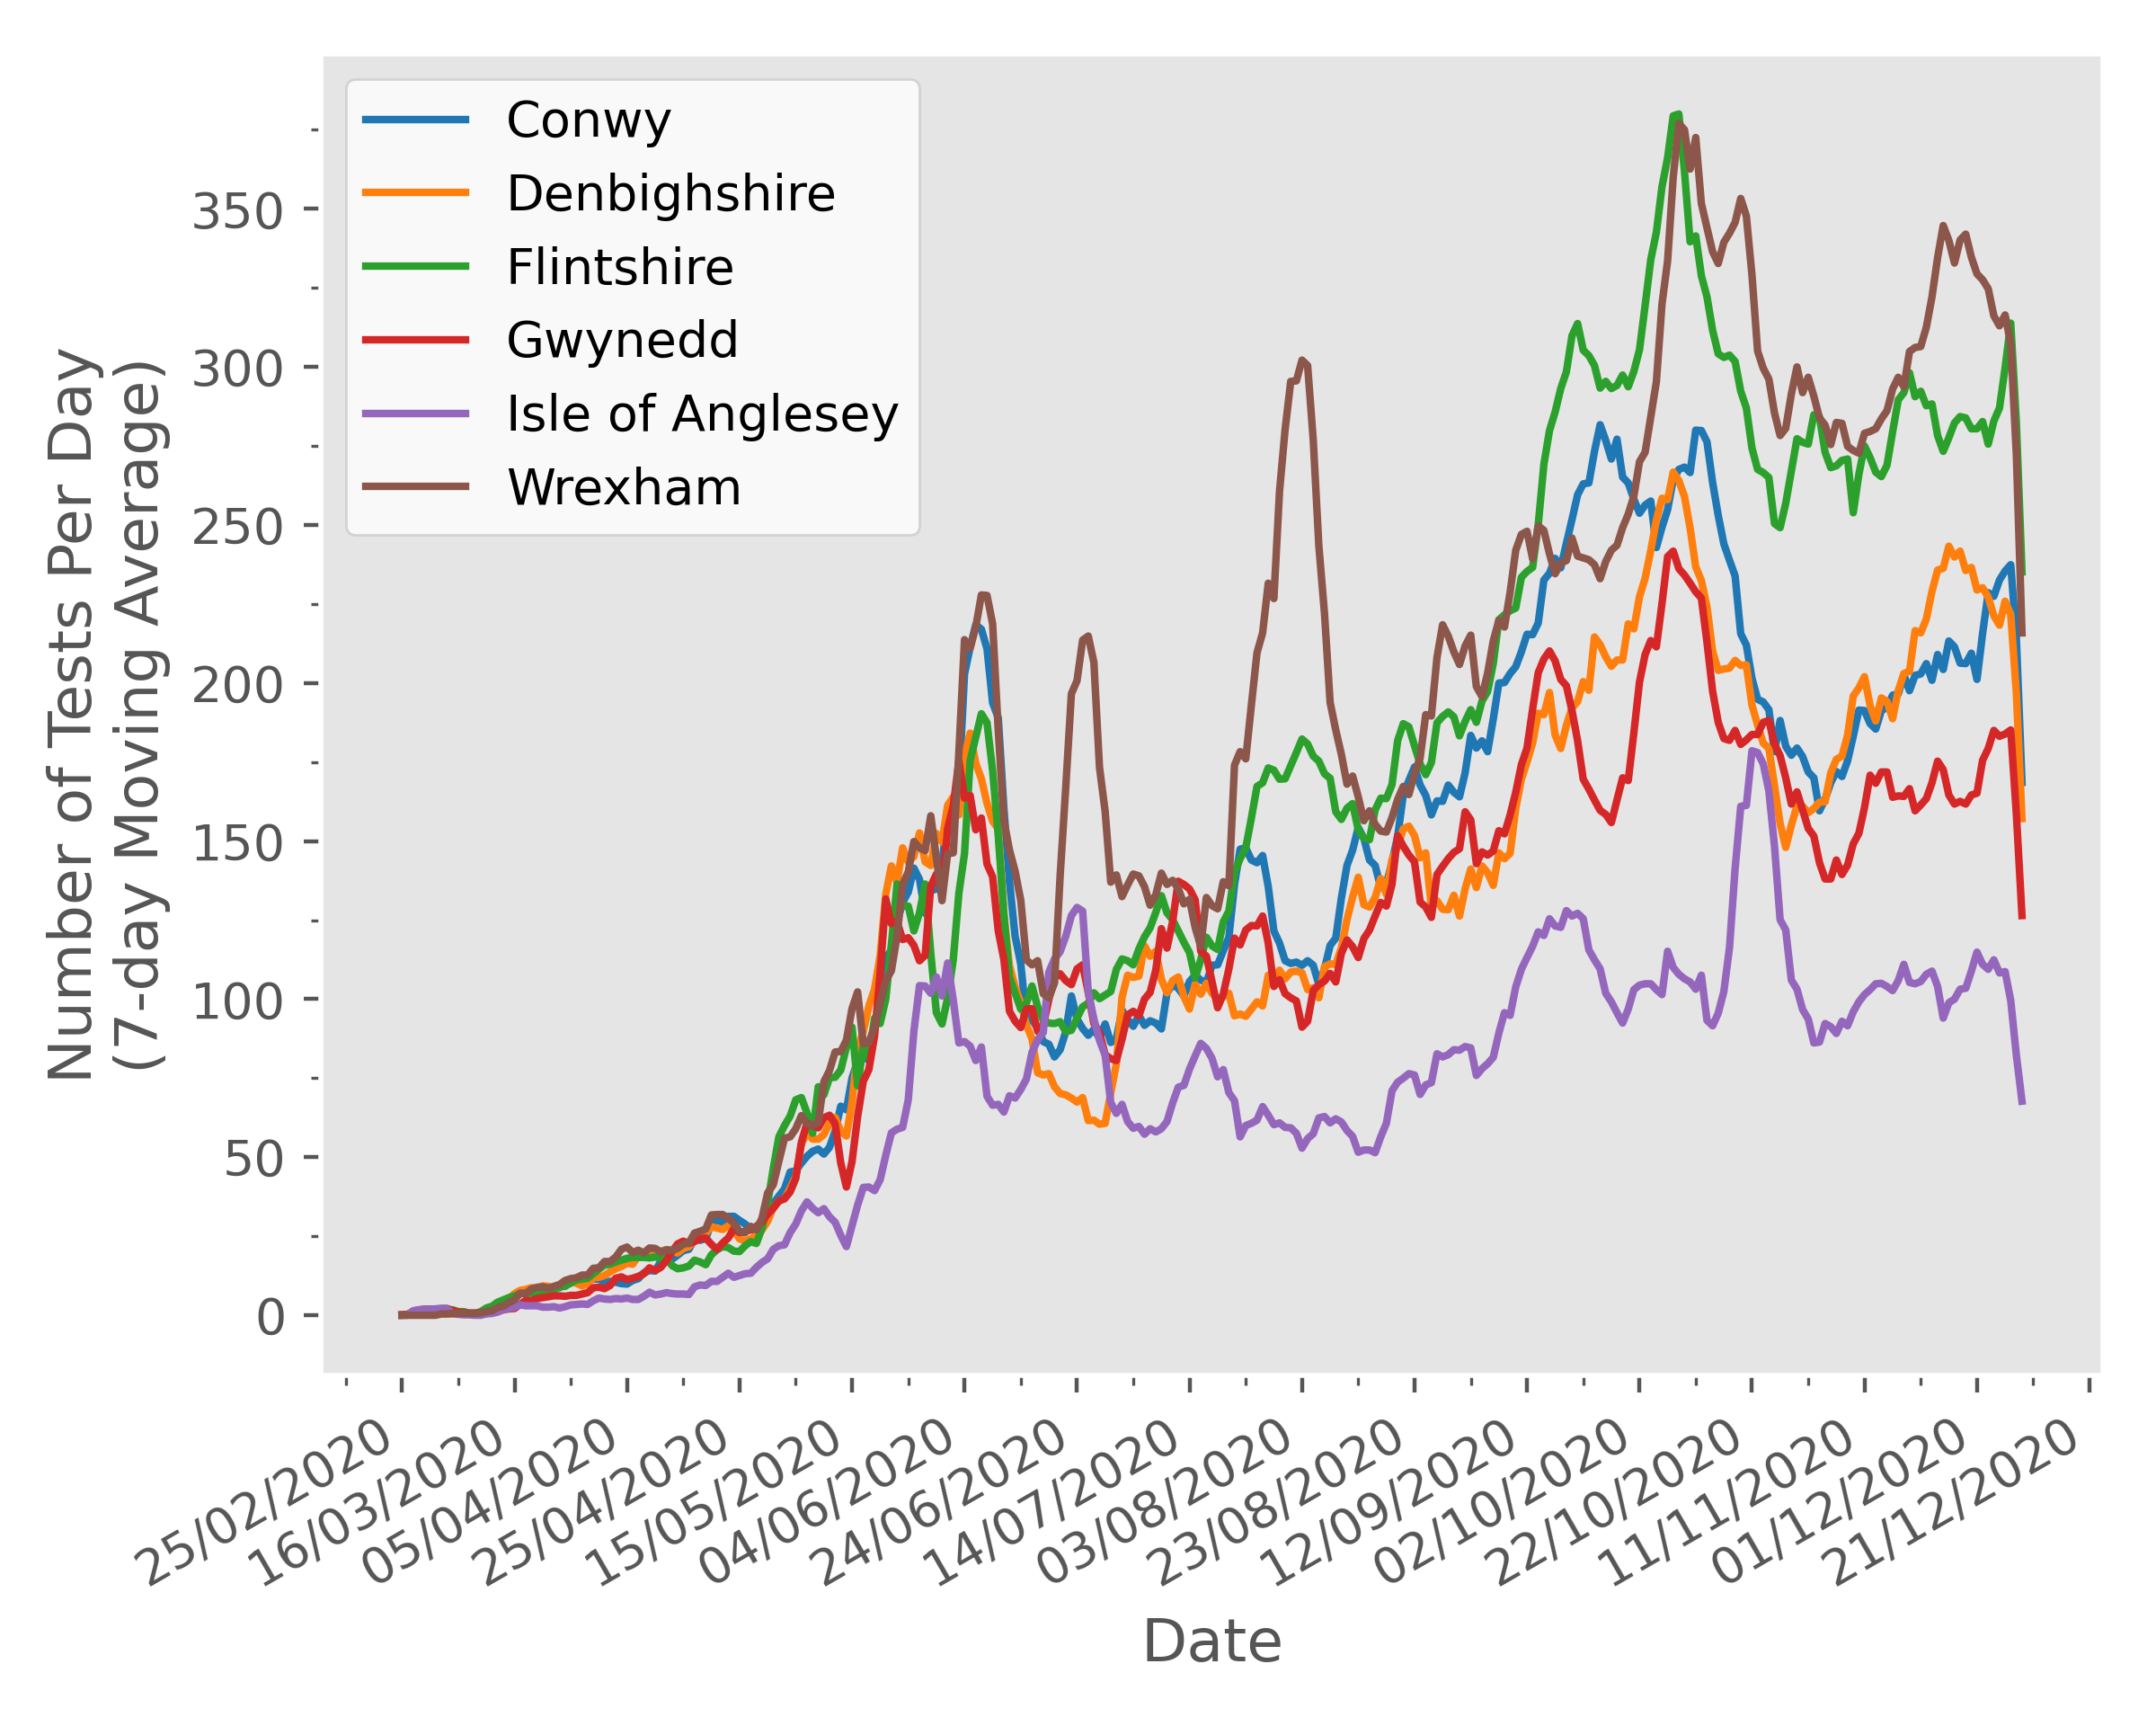 Conwy
Denbighshire
Flintshire
Gwynedd
Isle of Anglesey
Wrexham
Number of Tests Per Day
(7-day Moving Average)
350
300
250
200
150
100
50
0
25/02/2020
16/03/2020
05/04/2020
25/04/2020
15/05/2020
04/06/2020
24/06/2020
14/07/2020
03/08/2020
23/08/2020
12/09/2020
02/10/2020
22/10/2020
11/11/2020
01/12/2020
21/12/2020
Date